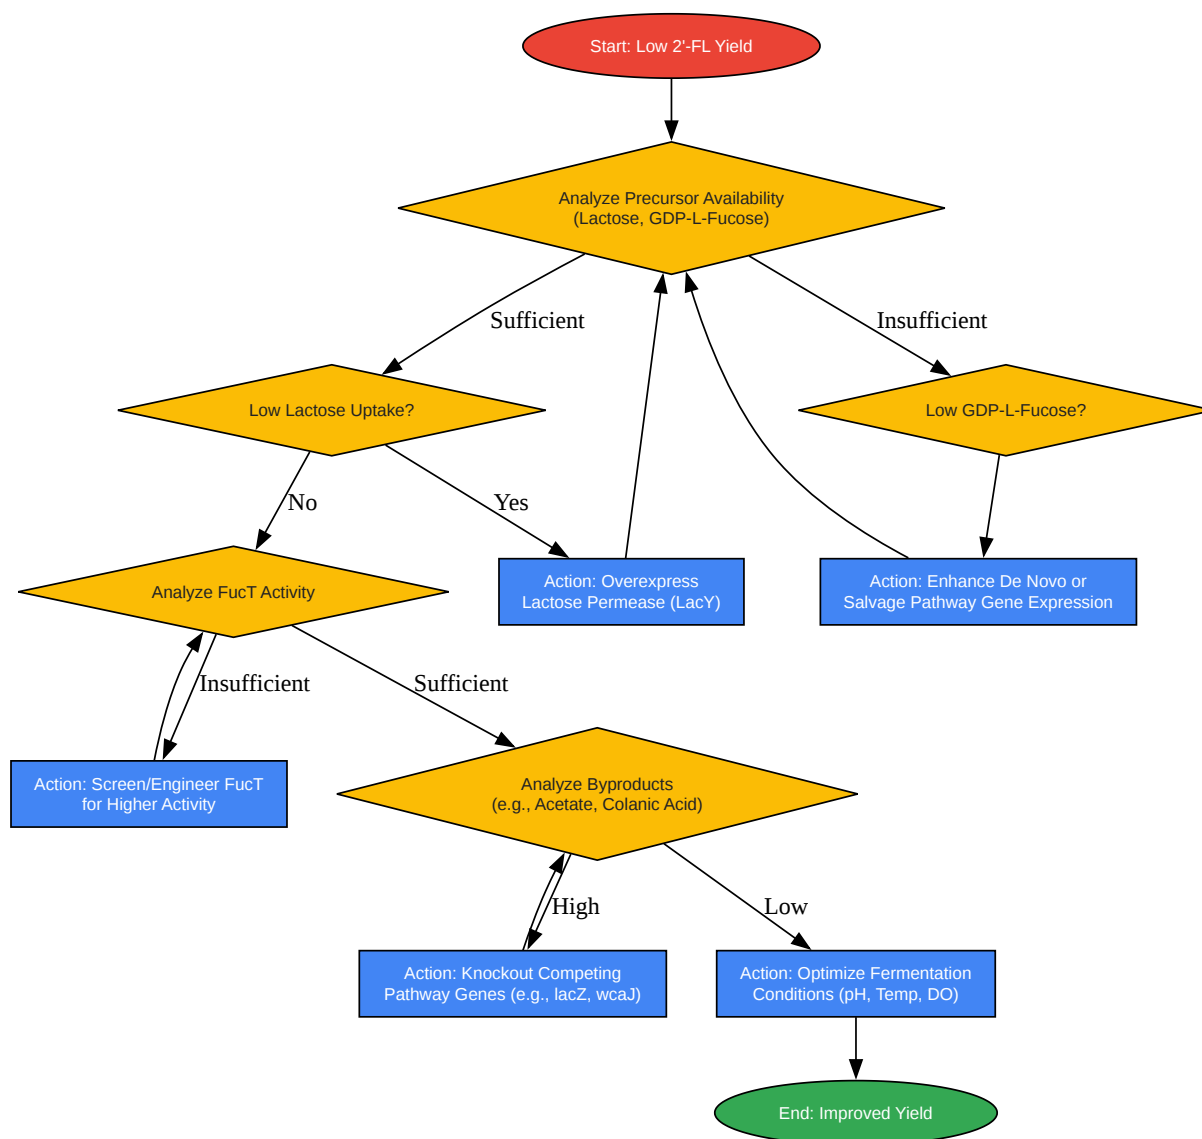 Start: Low 2'-FL Yield
Analyze Precursor Availability
(Lactose, GDP-L-Fucose)
Sufficient
Insufficient
Low Lactose Uptake?
Low GDP-L-Fucose?
No
Yes
Action: Overexpress
Lactose Permease (LacY)
Action: Enhance De Novo or
Salvage Pathway Gene Expression
Analyze FucT Activity
Insufficient
Sufficient
Action: Screen/Engineer FucT
for Higher Activity
Analyze Byproducts
(e.g., Acetate, Colanic Acid)
High
Low
Action: Knockout Competing
Pathway Genes (e.g., lacZ, wcaJ)
Action: Optimize Fermentation
Conditions (pH, Temp, DO)
End: Improved Yield